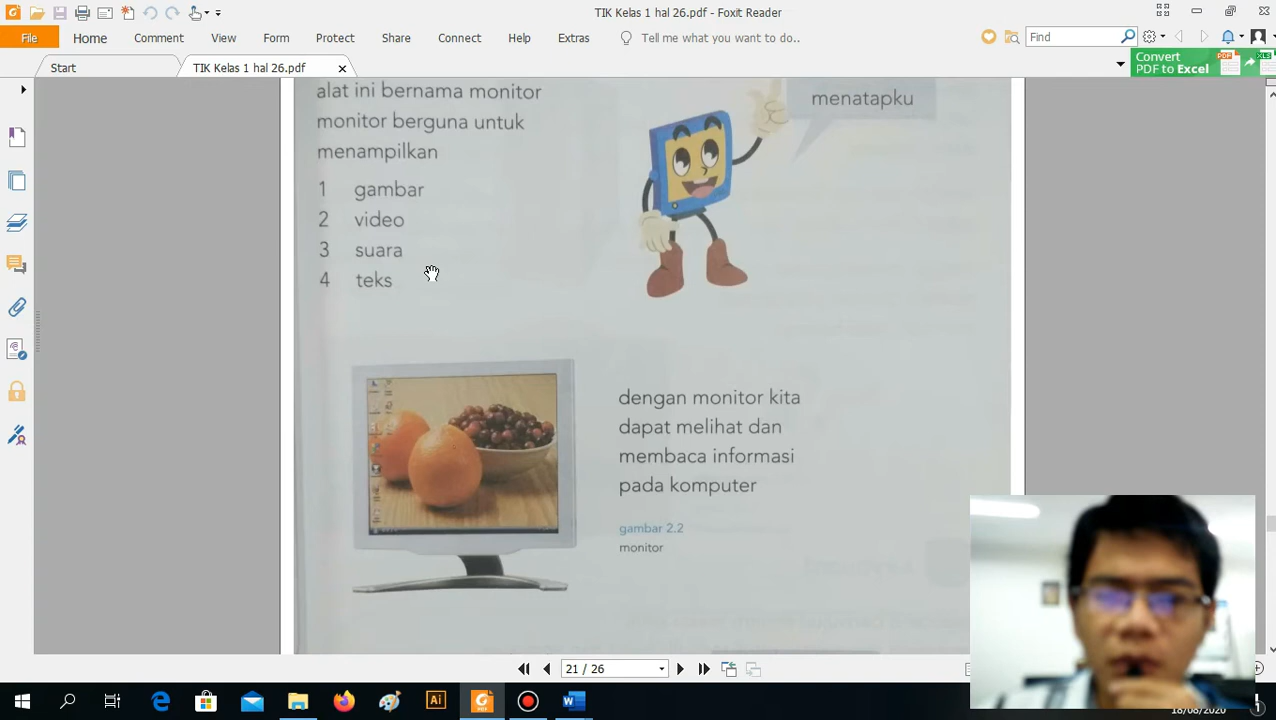 TIK Kelas 1 hal 26.pdf - Foxit Reader
File Home Comment View Form Protect Share Connect Help Extras Tell me what you want to do.. Find
Start TIK Kelas 1 hal 26.pdf
Convert
PDF to Excel
alat ini bernama monitor
monitor berguna untuk
menampilkan
1 gambar
2 video
3 suara
4 teks
menatapku
dengan monitor kita
dapat melihat dan
membaca informasi
pada komputer
gambar 2.2
monitor
21 / 26
18/08/2020